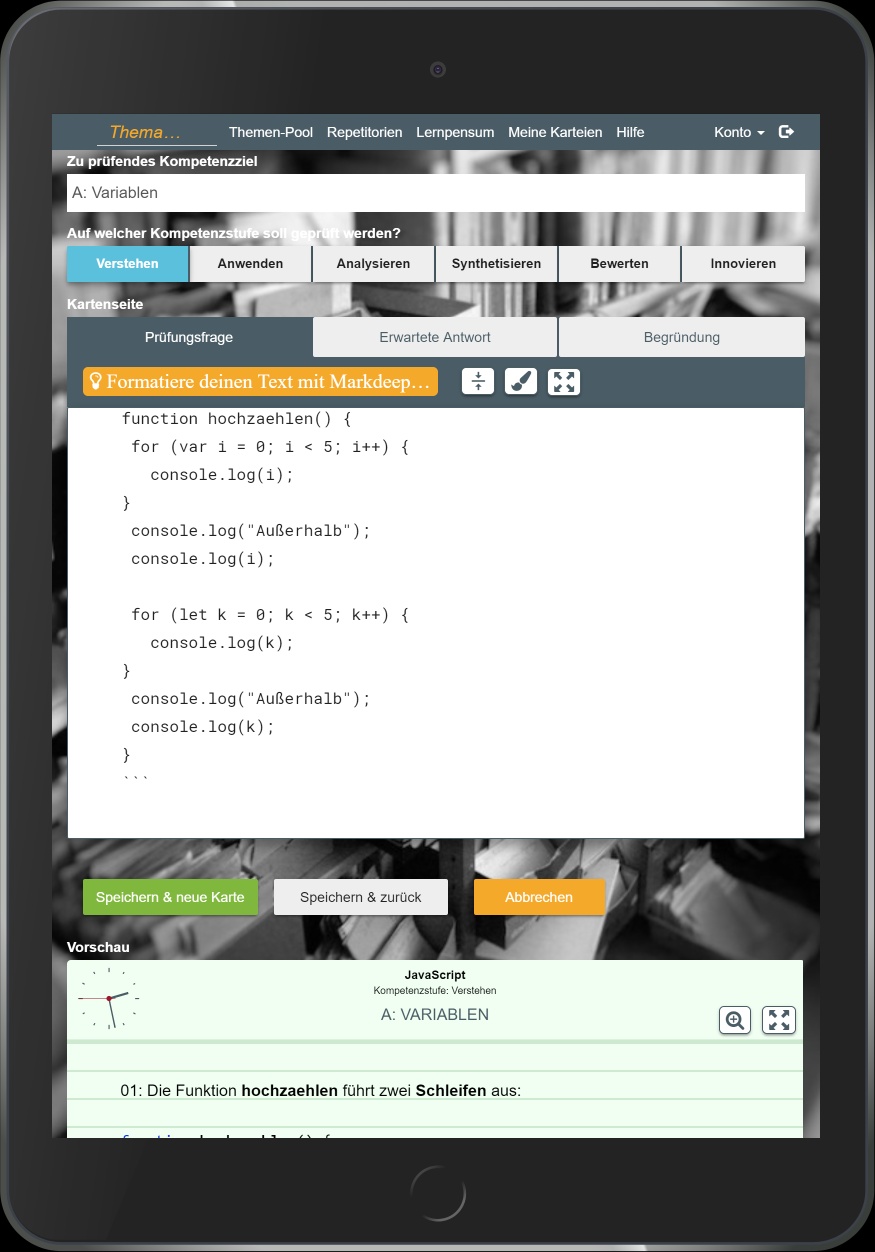 Thema… Themen-Pool Repetitorien Lernpensum Meine Karteien Hilfe Konto
Zu prüfendes Kompetenzziel
A: Variablen
Auf welcher Kompetenzstufe soll geprüft werden?
Verstehen Anwenden Analysieren Synthetisieren Bewerten Innovieren
Kartenseite
Prüfungsfrage Erwartete Antwort Begründung
Formatiere deinen Text mit Markdeep…
function hochzaehlen() {
 for (var i = 0; i < 5; i++) {
   console.log(i);
}
 console.log("Außerhalb");
 console.log(i);

 for (let k = 0; k < 5; k++) {
   console.log(k);
}
 console.log("Außerhalb");
 console.log(k);
}
```
Speichern & neue Karte Speichern & zurück Abbrechen
Vorschau
JavaScript
Kompetenzstufe: Verstehen
A: VARIABLEN
01: Die Funktion hochzaehlen führt zwei Schleifen aus:
function hochzaehlen() {